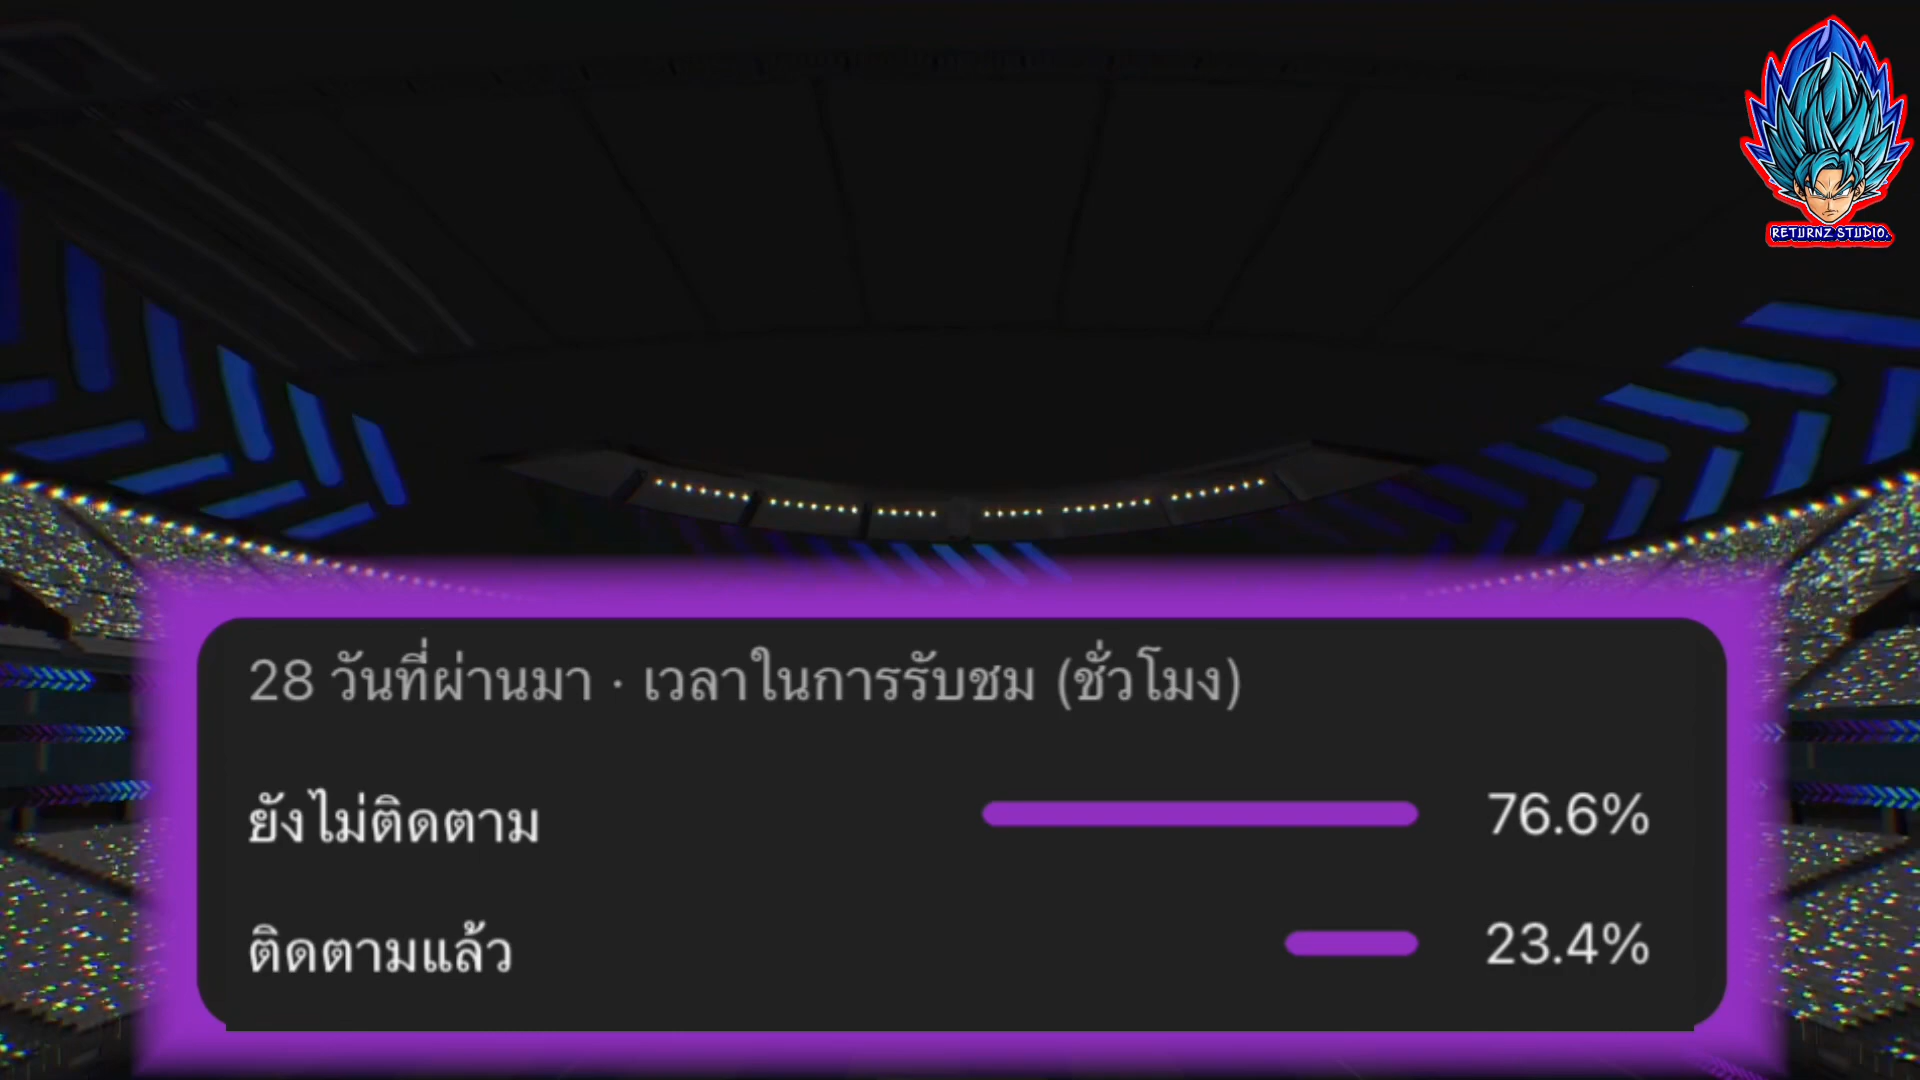 RETURNZ STUDIO.
28 วันที่ผ่านมา · เวลาในการรับชม (ชั่วโมง)
ยังไม่ติดตาม 76.6%
ติดตามแล้ว 23.4%